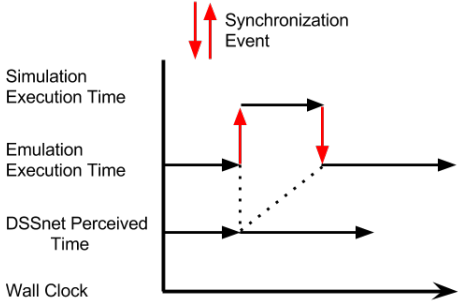 Synchronization
Event
Simulation
Execution Time
Emulation
Execution Time
DSSnet Perceived
Time
Wall Clock